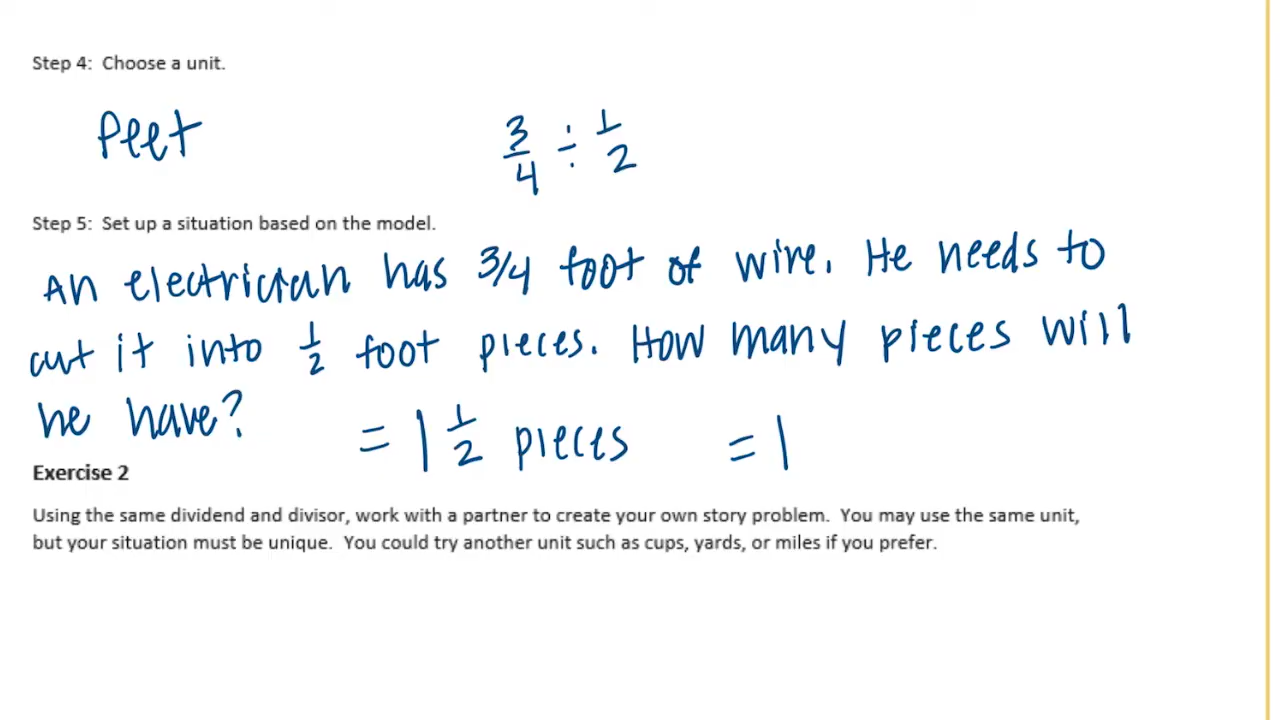 Step 4: Choose a unit.
feet
3/4 ÷ 1/2
Step 5: Set up a situation based on the model.
An electrician has 3/4 foot of wire. He needs to
cut it into 1/2 foot pieces. How many pieces will
he have?
= 1 1/2 pieces = 1
Exercise 2
Using the same dividend and divisor, work with a partner to create your own story problem. You may use the same unit,
but your situation must be unique. You could try another unit such as cups, yards, or miles if you prefer.